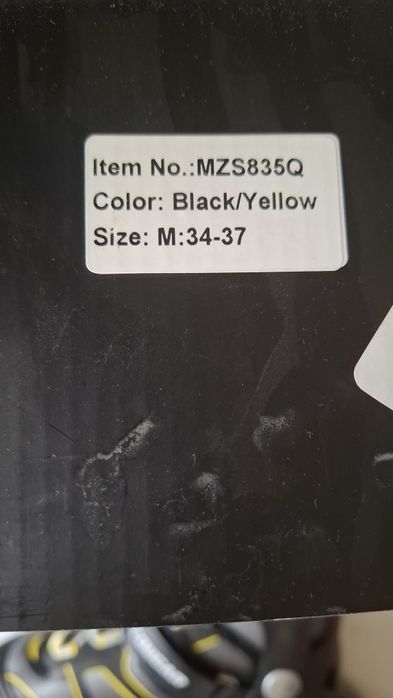 Item No.:MZS835Q
Color: Black/Yellow
Size: M:34-37